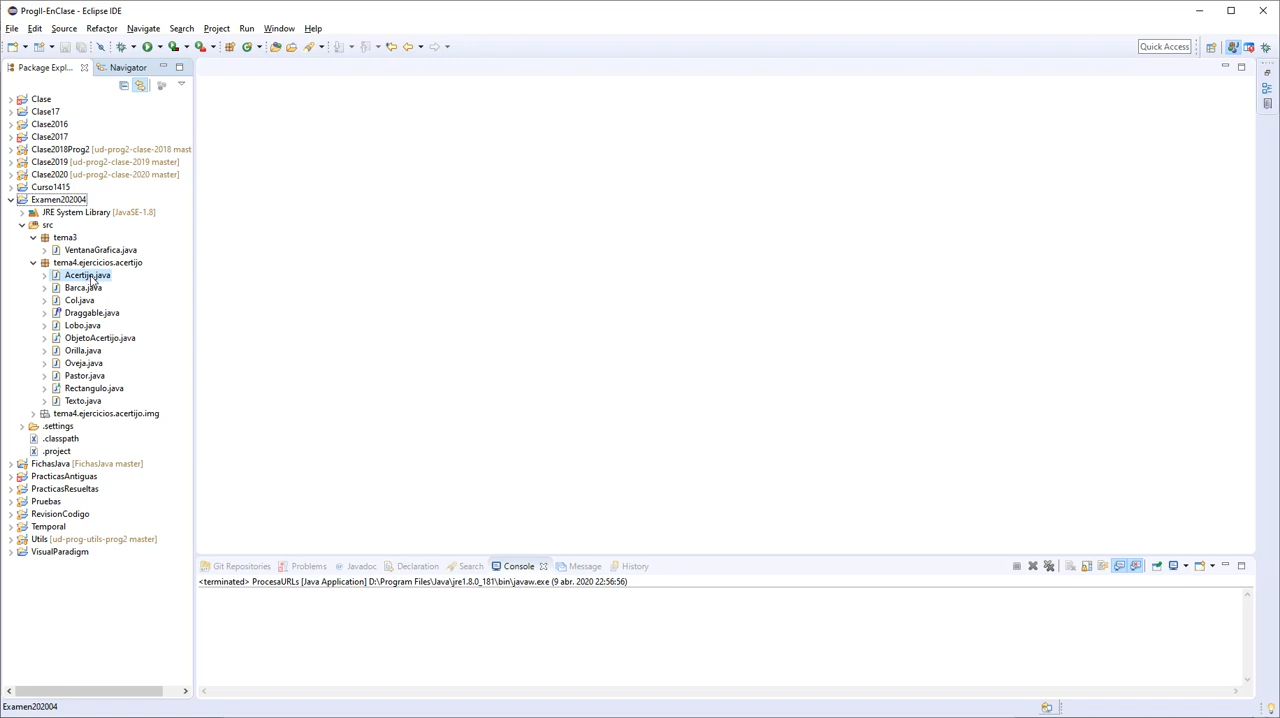 ProgII-EnClase - Eclipse IDE
File Edit Source Refactor Navigate Search Project Run Window Help
Quick Access
Package Expl... Navigator
Clase
Clase17
Clase2016
Clase2017
Clase2018Prog2 [ud-prog2-clase-2018 mast
Clase2019 [ud-prog2-clase-2019 master]
Clase2020 [ud-prog2-clase-2020 master]
Curso1415
Examen202004
JRE System Library [JavaSE-1.8]
src
tema3
VentanaGrafica.java
tema4.ejercicios.acertijo
Acertijo.java
Barca.java
Col.java
Draggable.java
Lobo.java
ObjetoAcertijo.java
Orilla.java
Oveja.java
Pastor.java
Rectangulo.java
Texto.java
tema4.ejercicios.acertijo.img
.settings
.classpath
.project
FichasJava [FichasJava master]
PracticasAntiguas
PracticasResueltas
Pruebas
RevisionCodigo
Temporal
Utils [ud-prog-utils-prog2 master]
VisualParadigm
Git Repositories Problems Javadoc Declaration Search Console Message History
<terminated> ProcesaURLs [Java Application] D:\Program Files\Java\jre1.8.0_181\bin\javaw.exe (9 abr. 2020 22:56:56)
Examen202004